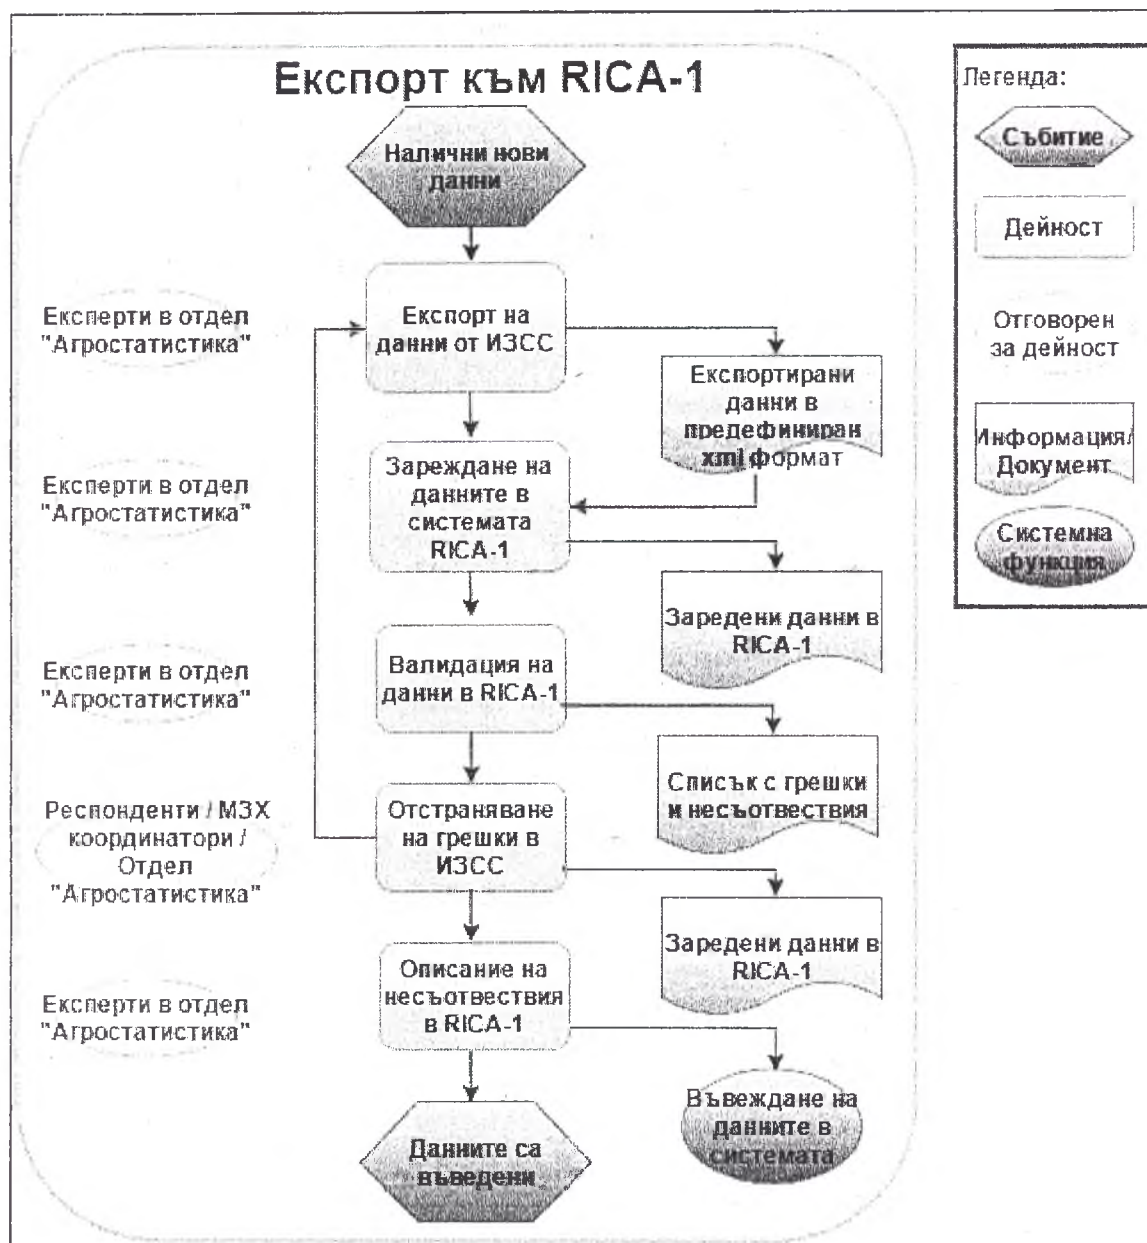 Експорт към RICA-1
Легенда:
Събитие
Дейност
Отговорен
за дейност
Информация/
Документ
Системна
функция
Налични нови
данни
Експерти в отдел
"Агростатистика"
Експорт на
данни от ИЗСС
Експортирани
данни в
предефиниран
xml формат
Експерти в отдел
"Агростатистика"
Зареждане на
данните в
системата
RICA-1
Заредени данни в
RICA-1
Експерти в отдел
"Агростатистика"
Валидация на
данни в RICA-1
Списък с грешки
и несъотвествия
Респонденти / МЗХ
координатори /
Отдел
"Агростатистика"
Отстраняване
на грешки в
ИЗСС
Заредени данни в
RICA-1
Експерти в отдел
"Агростатистика"
Описание на
несъотвествия
в RICA-1
Въвеждане на
данните в
системата
Данните са
въведени